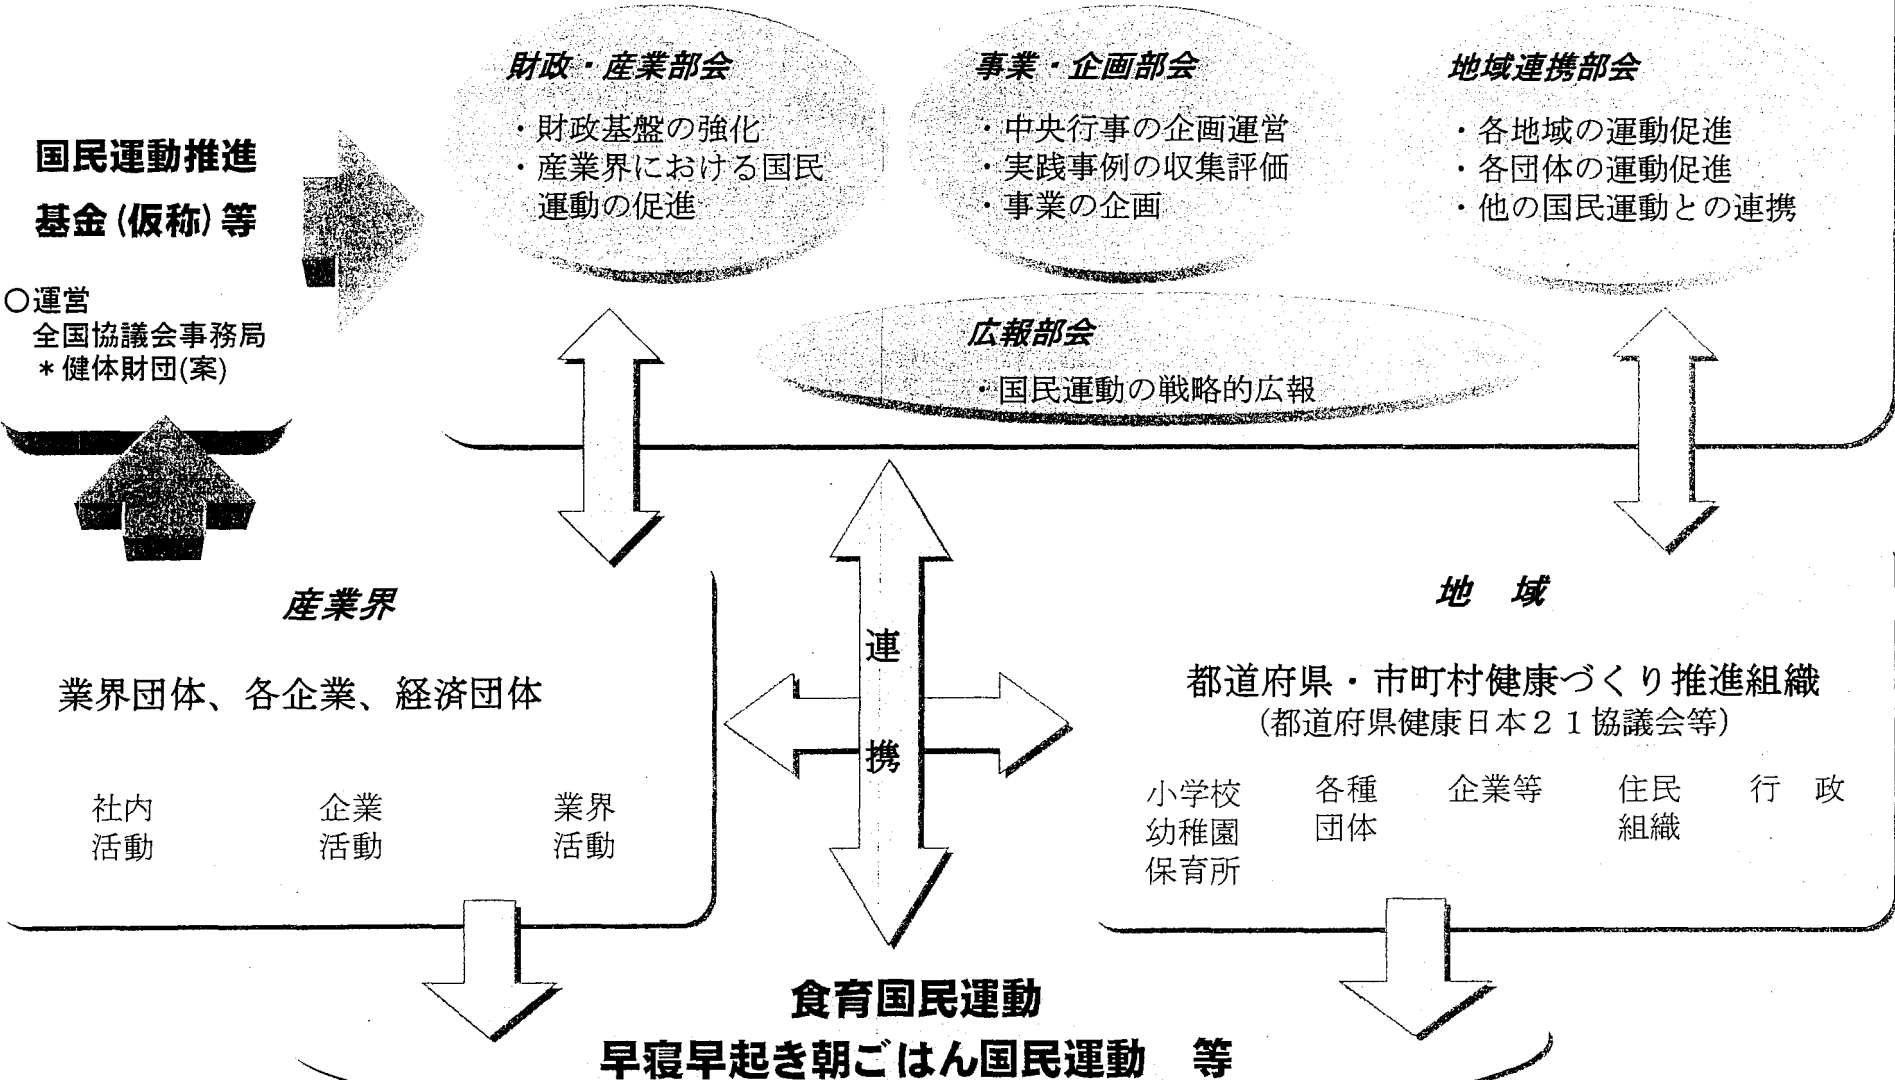 財政・産業部会
・財政基盤の強化
・産業界における国民
運動の促進
事業・企画部会
・中央行事の企画運営
・実践事例の収集評価
・事業の企画
地域連携部会
・各地域の運動促進
・各団体の運動促進
・他の国民運動との連携
国民運動推進
基金(仮称)等
○運営
全国協議会事務局
*健体財団(案)
広報部会
・国民運動の戦略的広報
産業界
業界団体、各企業、経済団体
社内
活動
企業
活動
業界
活動
連
携
地 域
都道府県・市町村健康づくり推進組織
(都道府県健康日本21協議会等)
小学校
幼稚園
保育所
各種
団体
企業等
住民
組織
行 政
食育国民運動
早寝早起き朝ごはん国民運動 等